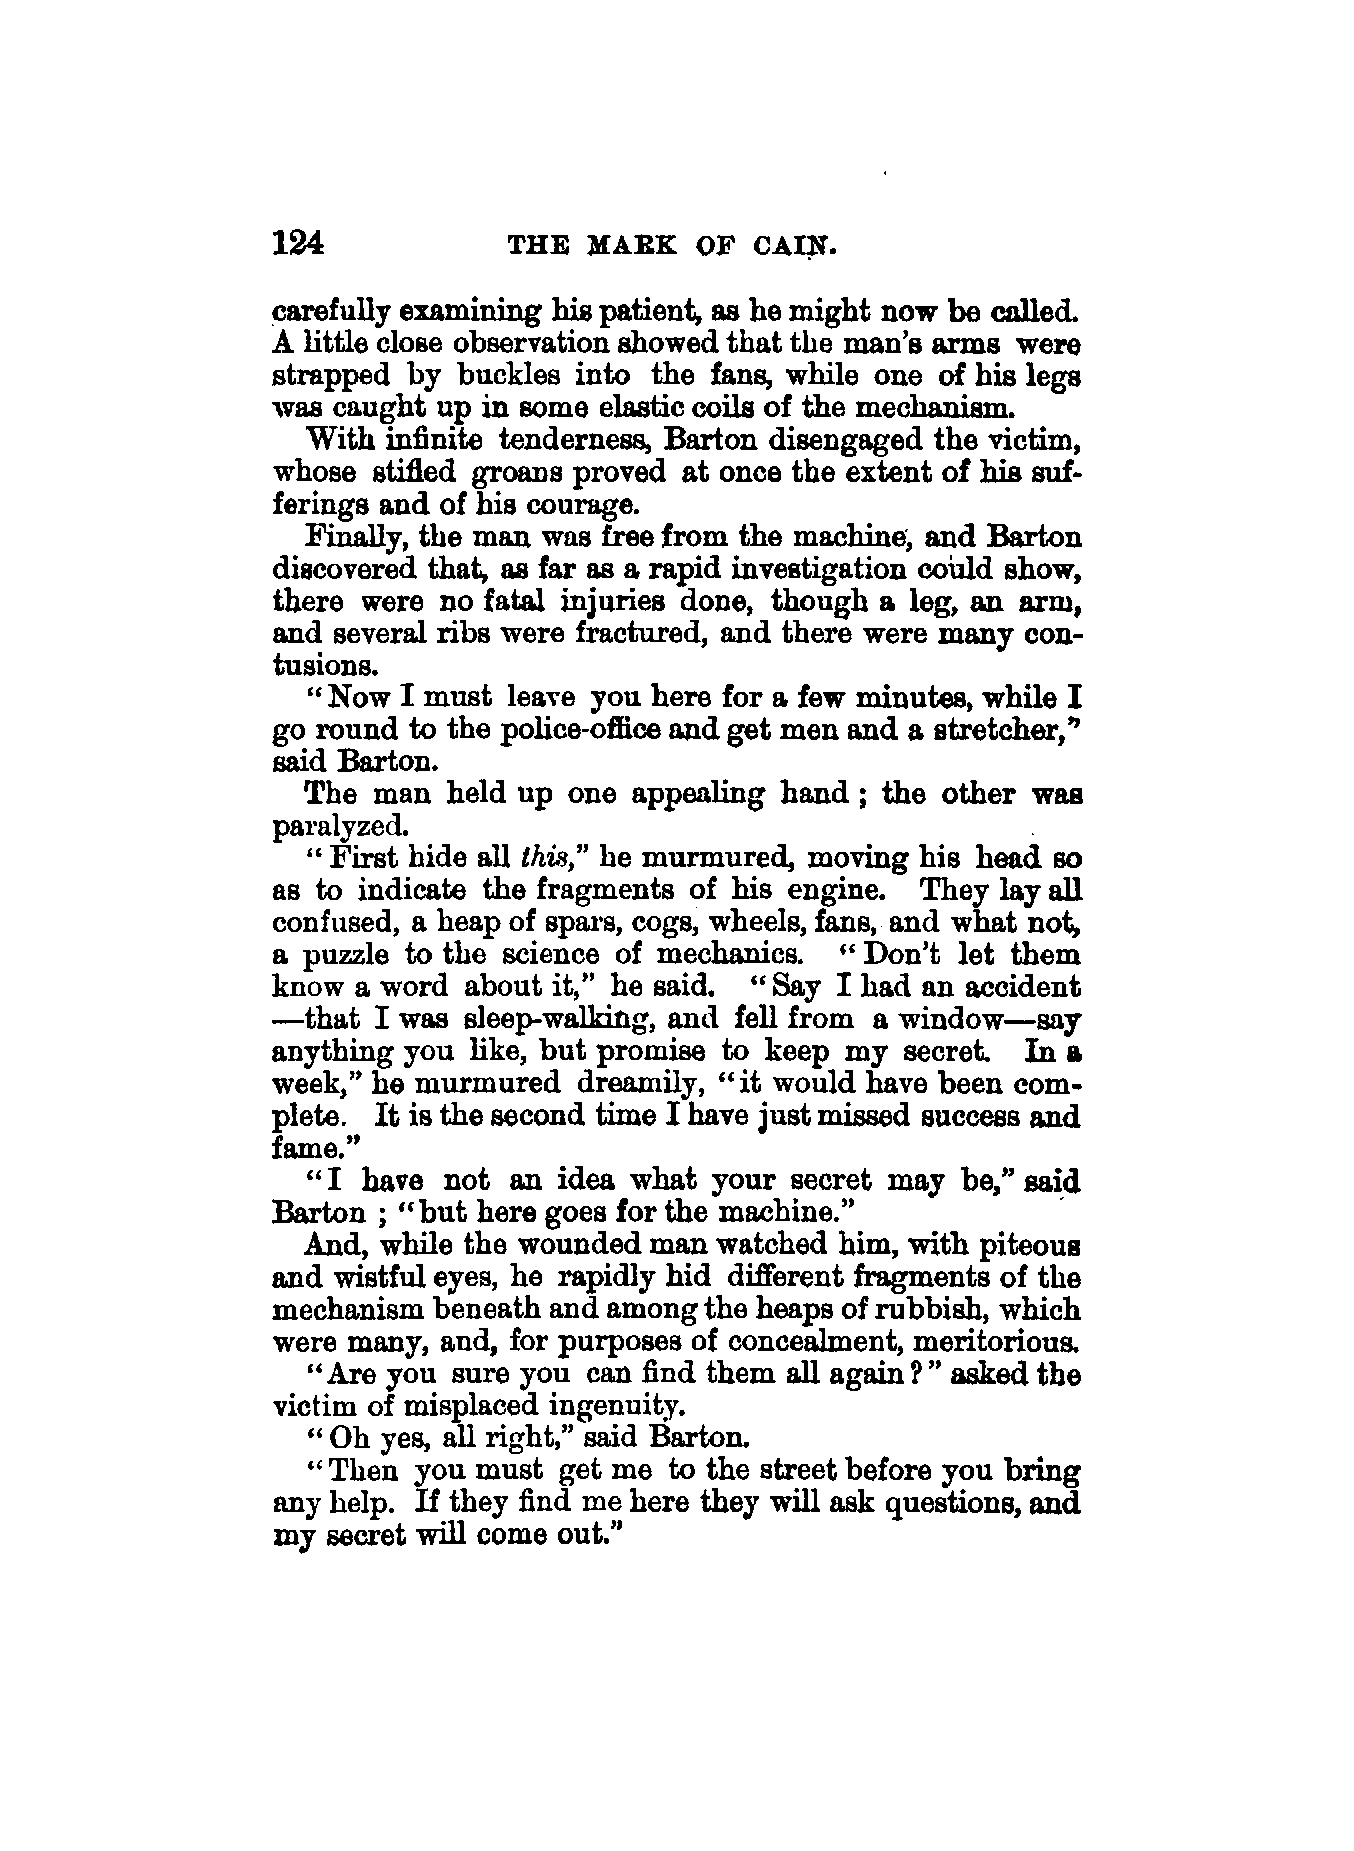 124 THE MARK OF CAIN.
carefully examining his patient, as he might now be called.
A little close observation showed that the man's arms were
strapped by buckles into the fans, while one of his legs
was caught up in some elastic coils of the mechanism.
With infinite tenderness, Barton disengaged the victim,
whose stifled groans proved at once the extent of his suf-
ferings and of his courage.
Finally, the man was free from the machine, and Barton
discovered that, as far as a rapid investigation could show,
there were no fatal injuries done, though a leg, an arm,
and several ribs were fractured, and there were many con-
tusions.
“Now I must leave you here for a few minutes, while I
go round to the police-office and get men and a stretcher,”
said Barton.
The man held up one appealing hand; the other was
paralyzed.
“First hide all this,” he murmured, moving his head so
as to indicate the fragments of his engine. They lay all
confused, a heap of spars, cogs, wheels, fans, and what not,
a puzzle to the science of mechanics. “Don't let them
know a word about it,” he said. “Say I had an accident
—that I was sleep-walking, and fell from a window—say
anything you like, but promise to keep my secret. In a
week,” he murmured dreamily, “it would have been com-
plete. It is the second time I have just missed success and
fame.”
“I have not an idea what your secret may be,” said
Barton; “but here goes for the machine.”
And, while the wounded man watched him, with piteous
and wistful eyes, he rapidly hid different fragments of the
mechanism beneath and among the heaps of rubbish, which
were many, and, for purposes of concealment, meritorious.
“Are you sure you can find them all again?” asked the
victim of misplaced ingenuity.
“Oh yes, all right,” said Barton.
“Then you must get me to the street before you bring
any help. If they find me here they will ask questions, and
my secret will come out.”